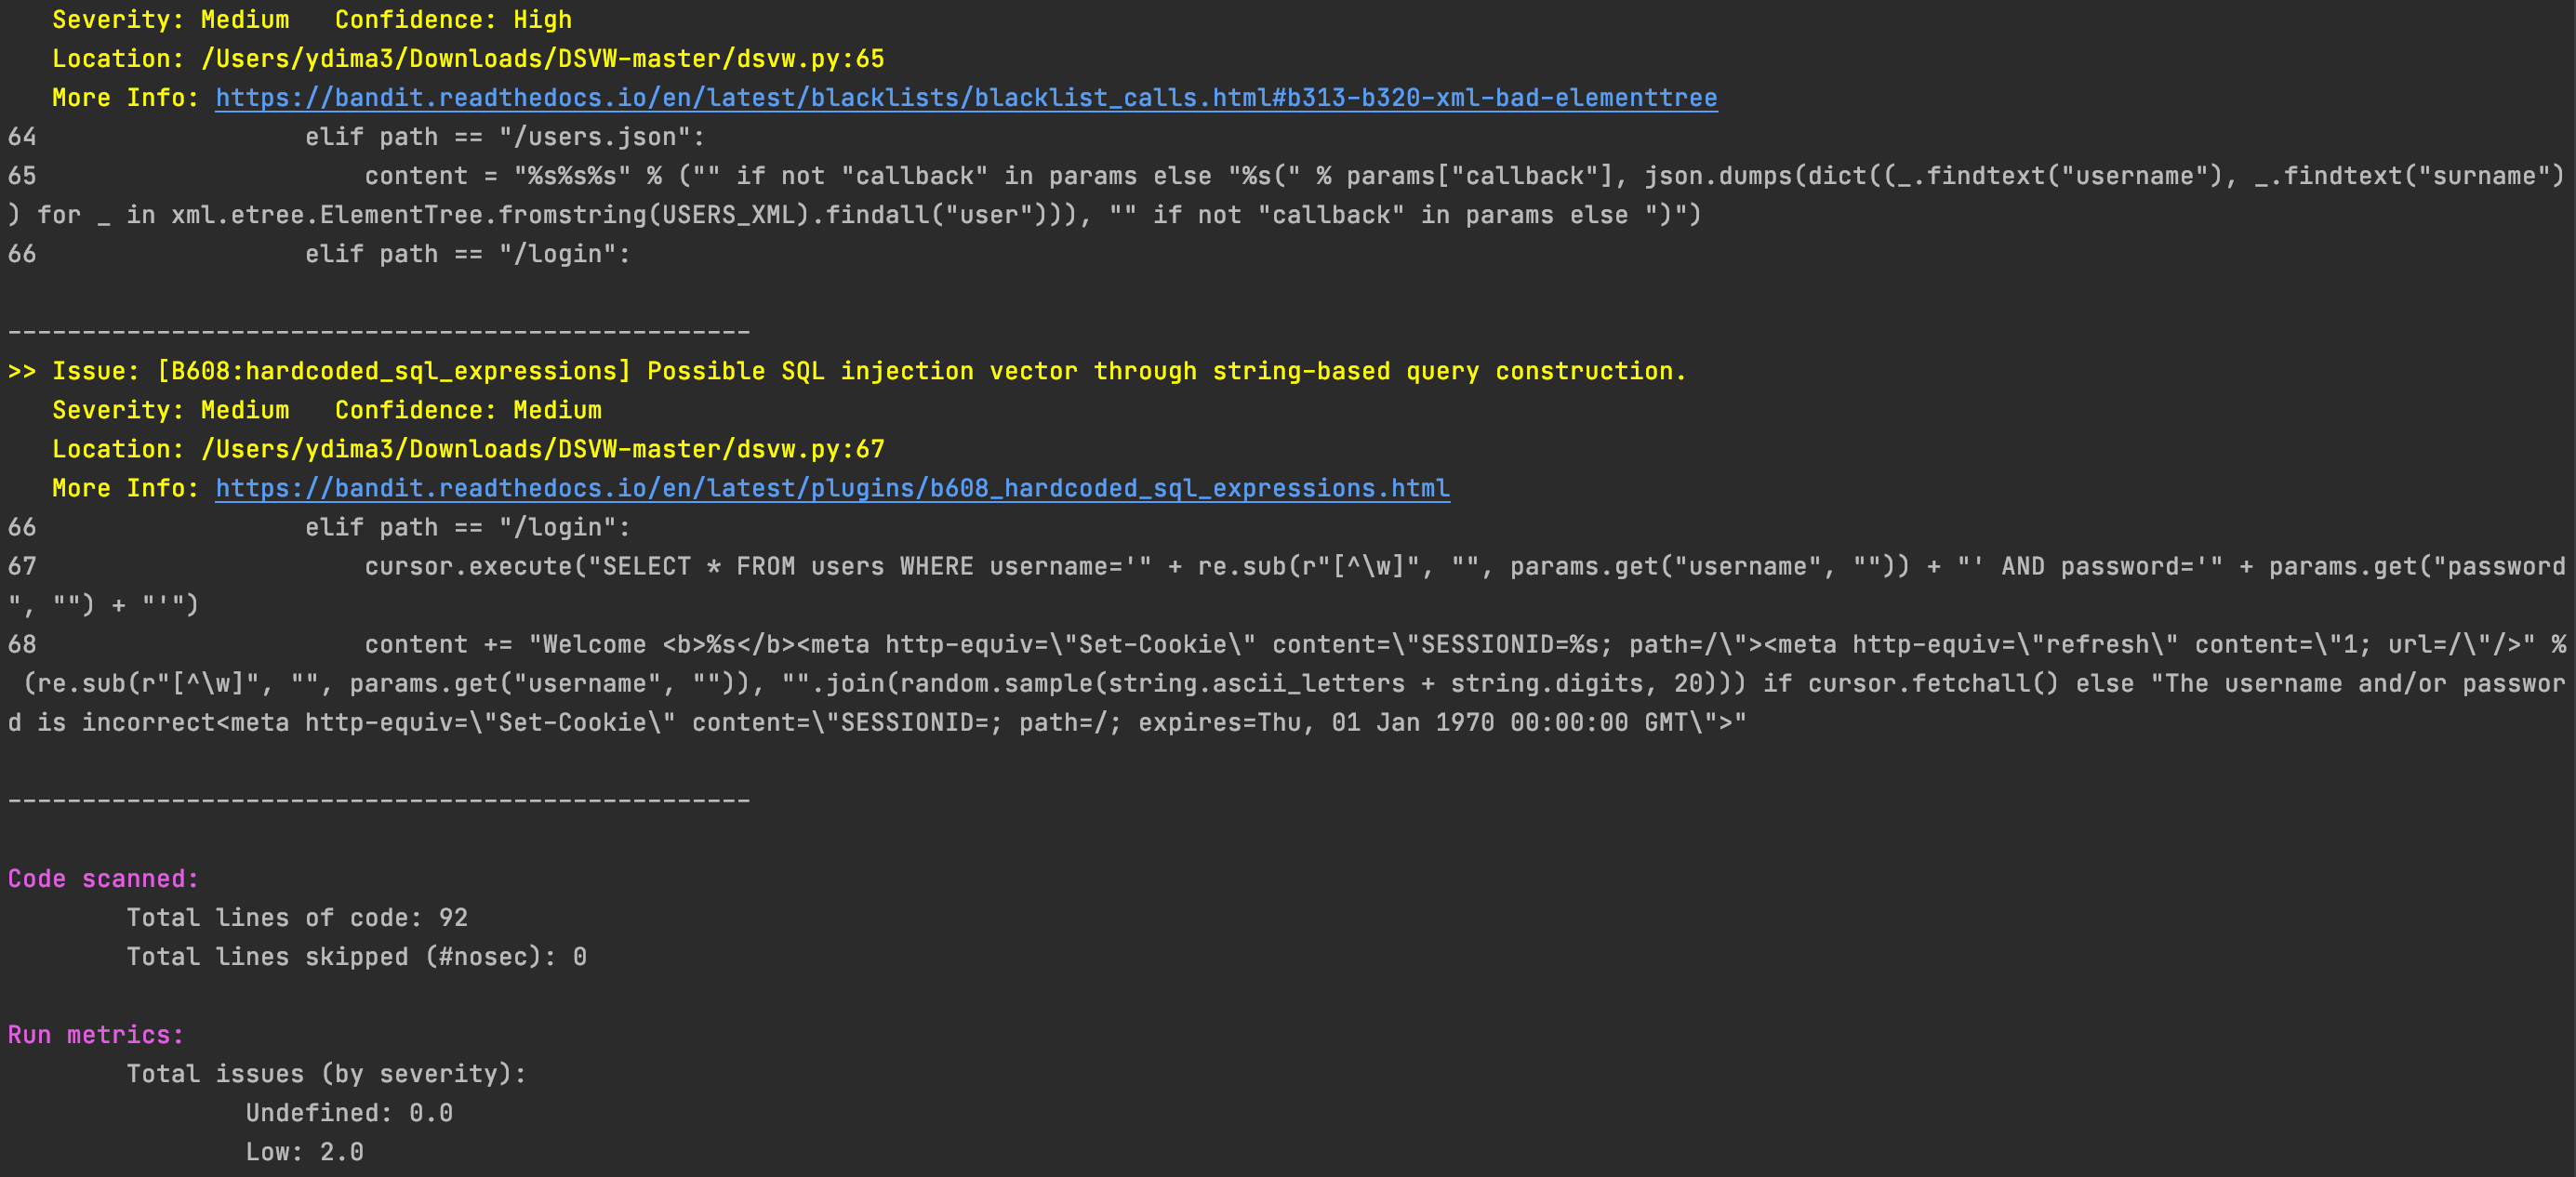 Severity: Medium   Confidence: High
   Location: /Users/ydima3/Downloads/DSVW-master/dsvw.py:65
   More Info: https://bandit.readthedocs.io/en/latest/blacklists/blacklist_calls.html#b313-b320-xml-bad-elementtree
64                  elif path == "/users.json":
65                      content = "%s%s%s" % ("" if not "callback" in params else "%s(" % params["callback"], json.dumps(dict((_.findtext("username"), _.findtext("surname")
) for _ in xml.etree.ElementTree.fromstring(USERS_XML).findall("user"))), "" if not "callback" in params else ")")
66                  elif path == "/login":
--------------------------------------------------
>> Issue: [B608:hardcoded_sql_expressions] Possible SQL injection vector through string-based query construction.
   Severity: Medium   Confidence: Medium
   Location: /Users/ydima3/Downloads/DSVW-master/dsvw.py:67
   More Info: https://bandit.readthedocs.io/en/latest/plugins/b608_hardcoded_sql_expressions.html
66                  elif path == "/login":
67                      cursor.execute("SELECT * FROM users WHERE username='" + re.sub(r"[^\w]", "", params.get("username", "")) + "' AND password='" + params.get("password
", "") + "'")
68                      content += "Welcome <b>%s</b><meta http-equiv=\"Set-Cookie\" content=\"SESSIONID=%s; path=/\"><meta http-equiv=\"refresh\" content=\"1; url=/\"/>" %
 (re.sub(r"[^\w]", "", params.get("username", "")), "".join(random.sample(string.ascii_letters + string.digits, 20))) if cursor.fetchall() else "The username and/or passwor
d is incorrect<meta http-equiv=\"Set-Cookie\" content=\"SESSIONID=; path=/; expires=Thu, 01 Jan 1970 00:00:00 GMT\">"
--------------------------------------------------
Code scanned:
        Total lines of code: 92
        Total lines skipped (#nosec): 0
Run metrics:
        Total issues (by severity):
                Undefined: 0.0
                Low: 2.0